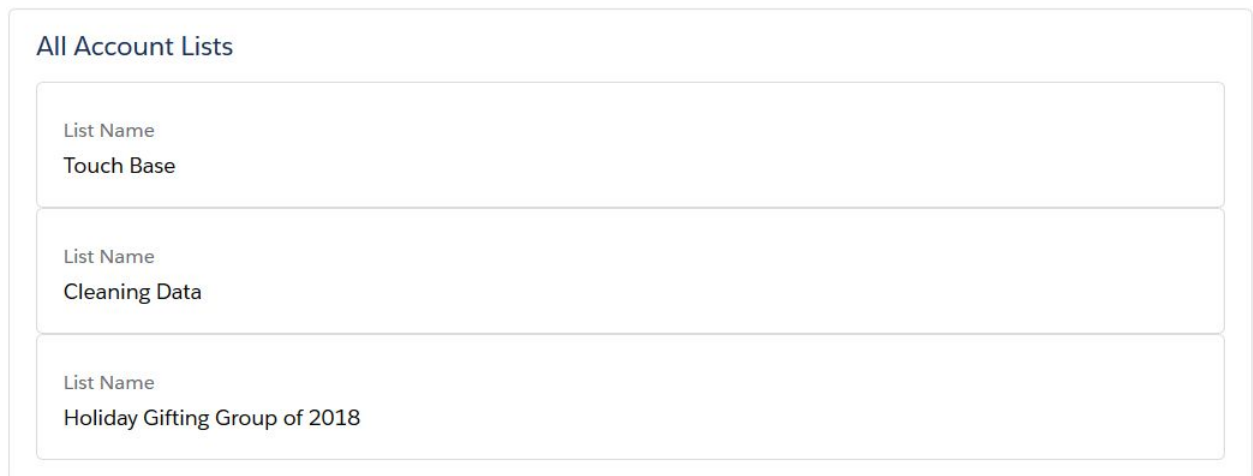 All Account Lists
List Name
Touch Base
List Name
Cleaning Data
List Name
Holiday Gifting Group of 2018